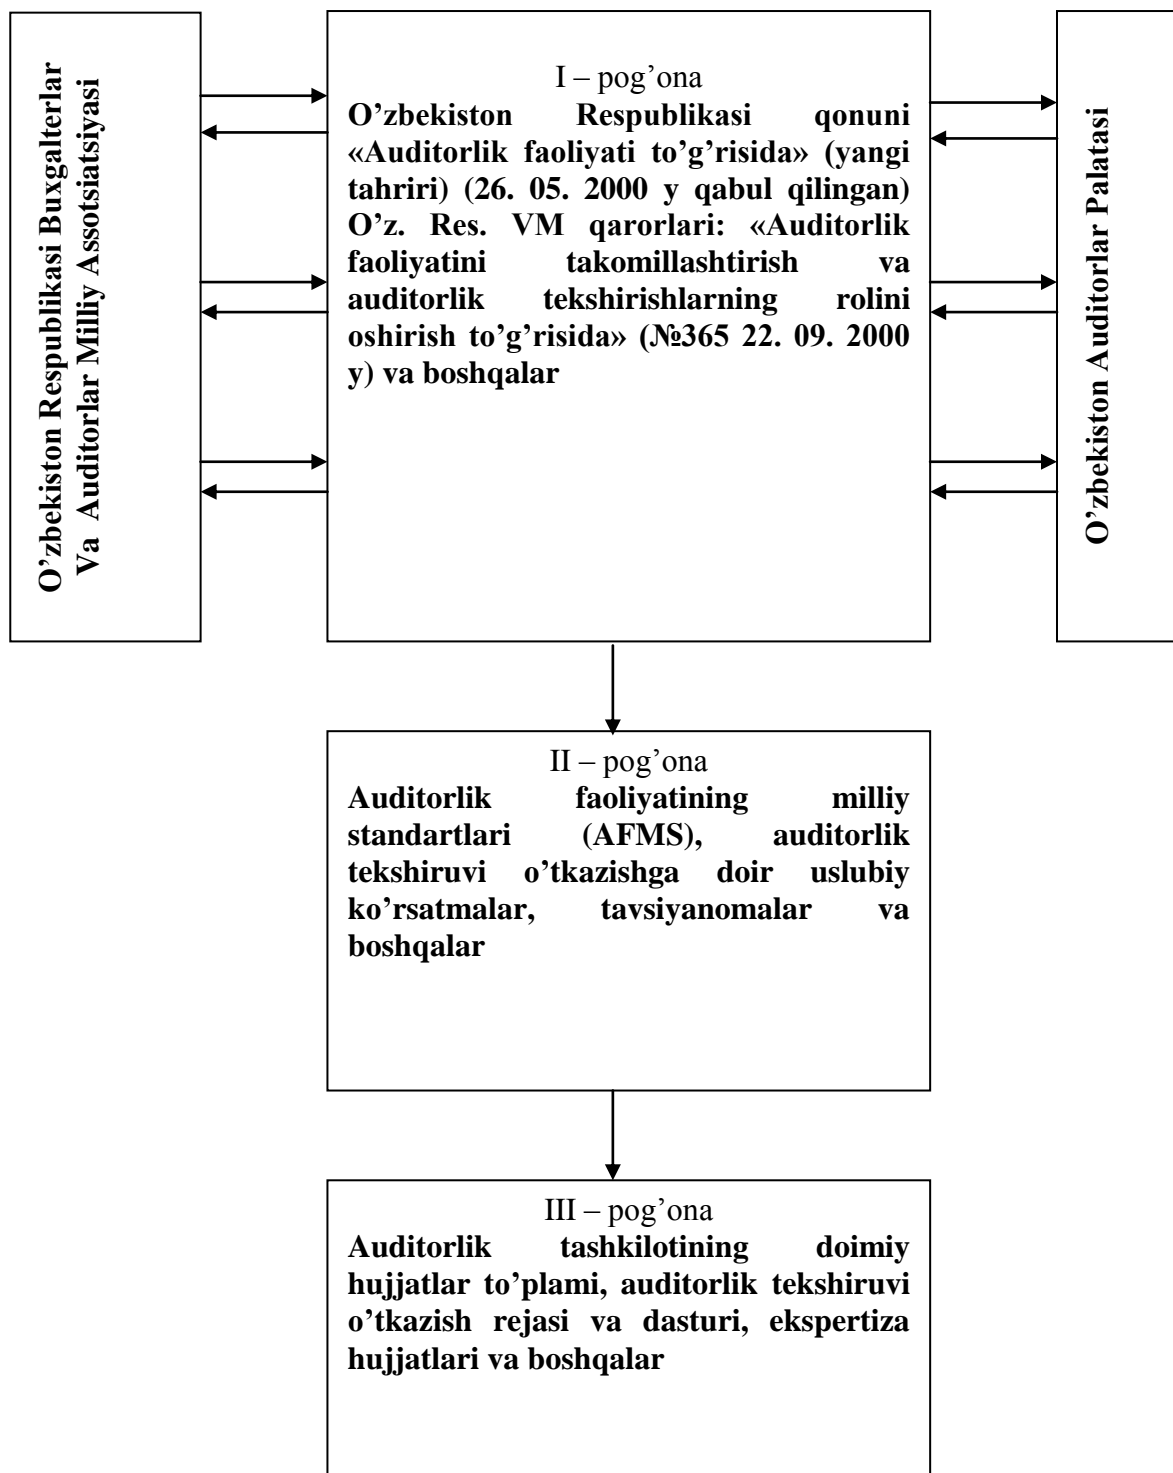 O’zbekiston Respublikasi Buxgalterlar
Va Auditorlar Milliy Assotsiatsiyasi
I – pog’ona
O’zbekiston Respublikasi qonuni
«Auditorlik faoliyati to’g’risida» (yangi
tahriri) (26. 05. 2000 y qabul qilingan)
O’z. Res. VM qarorlari: «Auditorlik
faoliyatini takomillashtirish va
auditorlik tekshirishlarning rolini
oshirish to’g’risida» (№365 22. 09. 2000
y) va boshqalar
O’zbekiston Auditorlar Palatasi
II – pog’ona
Auditorlik faoliyatining milliy
standartlari (AFMS), auditorlik
tekshiruvi o’tkazishga doir uslubiy
ko’rsatmalar, tavsiyanomalar va
boshqalar
III – pog’ona
Auditorlik tashkilotining doimiy
hujjatlar to’plami, auditorlik tekshiruvi
o’tkazish rejasi va dasturi, ekspertiza
hujjatlari va boshqalar